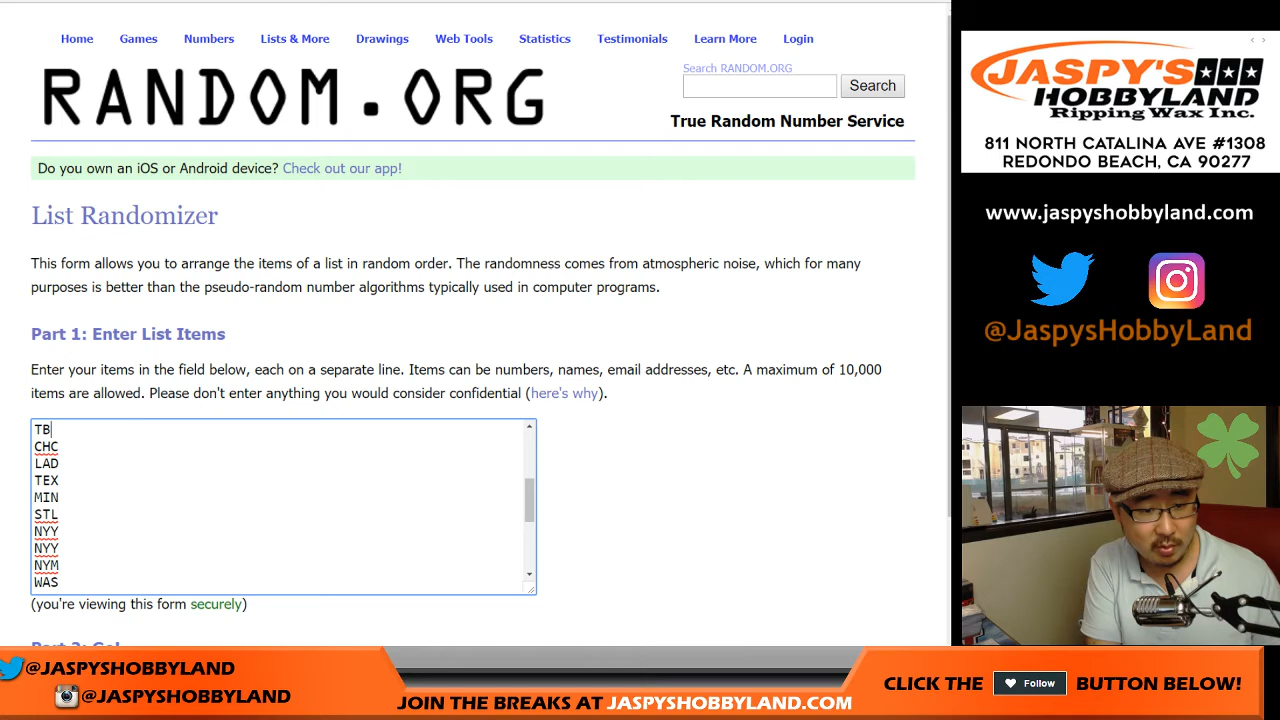 Home Games Numbers Lists & More Drawings Web Tools Statistics Testimonials Learn More Login
RANDOM.ORG
Search RANDOM.ORG
Search
True Random Number Service
Do you own an iOS or Android device? Check out our app!
List Randomizer
This form allows you to arrange the items of a list in random order. The randomness comes from atmospheric noise, which for many
purposes is better than the pseudo-random number algorithms typically used in computer programs.
Part 1: Enter List Items
Enter your items in the field below, each on a separate line. Items can be numbers, names, email addresses, etc. A maximum of 10,000
items are allowed. Please don't enter anything you would consider confidential (here's why).
TB
CHC
LAD
TEX
MIN
STL
NYY
NYY
NYM
WAS
(you're viewing this form securely)
Part 2: Go!
JASPY'S
HOBBYLAND
Ripping Wax Inc.
811 NORTH CATALINA AVE #1308
REDONDO BEACH, CA 90277
www.jaspyshobbyland.com
@JaspysHobbyLand
@JASPYSHOBBYLAND
@JASPYSHOBBYLAND
JOIN THE BREAKS AT JASPYSHOBBYLAND.COM
CLICK THE Follow BUTTON BELOW!